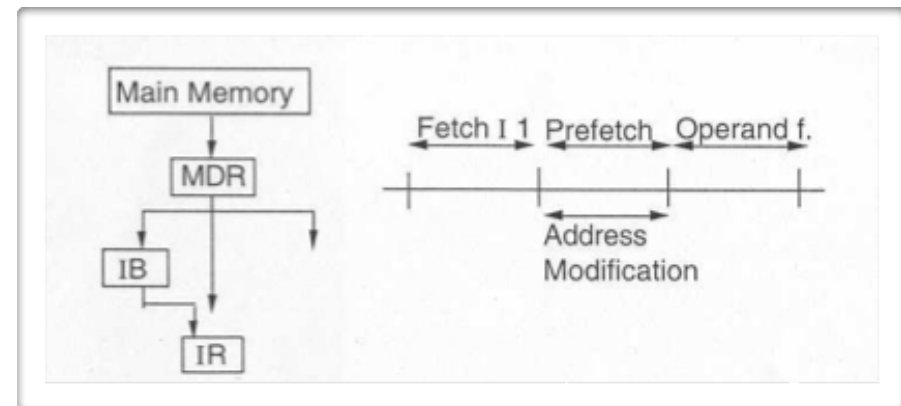 Main Memory
MDR
IB
IR
Fetch I 1 Prefetch Operand f.
Address
Modification